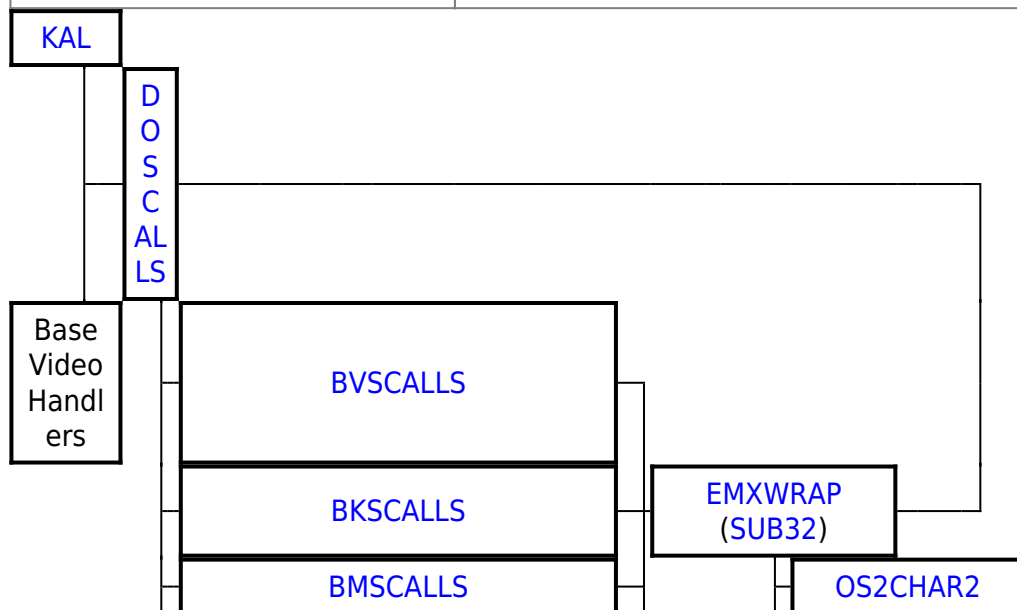 KAL
D
O
S
C
AL
LS
Base
Video
Handl
ers
BVSCALLS
BKSCALLS
EMXWRAP
(SUB32)
BMSCALLS
OS2CHAR2